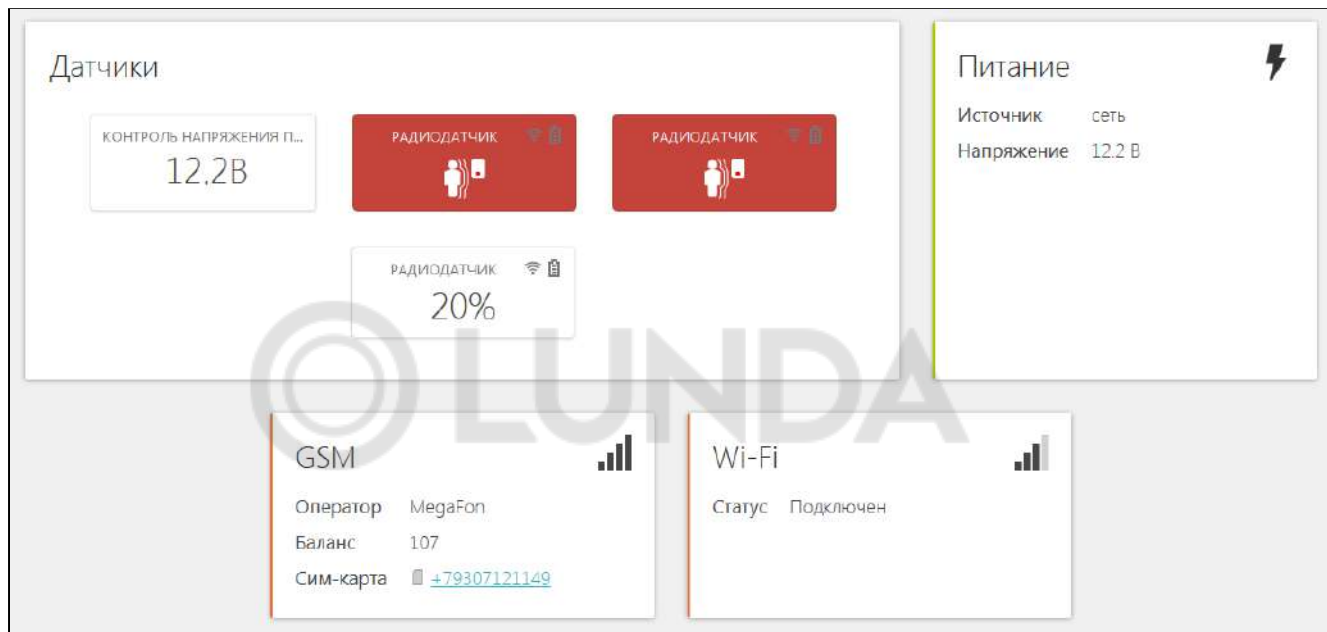 Датчики
КОНТРОЛЬ НАПРЯЖЕНИЯ П...
12,2В
РАДИОДАТЧИК
РАДИОДАТЧИК
РАДИОДАТЧИК
20%
Питание
Источник сеть
Напряжение 12.2 В
LUNDA
GSM
Оператор MegaFon
Баланс 107
Сим-карта +79307121149
Wi-Fi
Статус Подключен